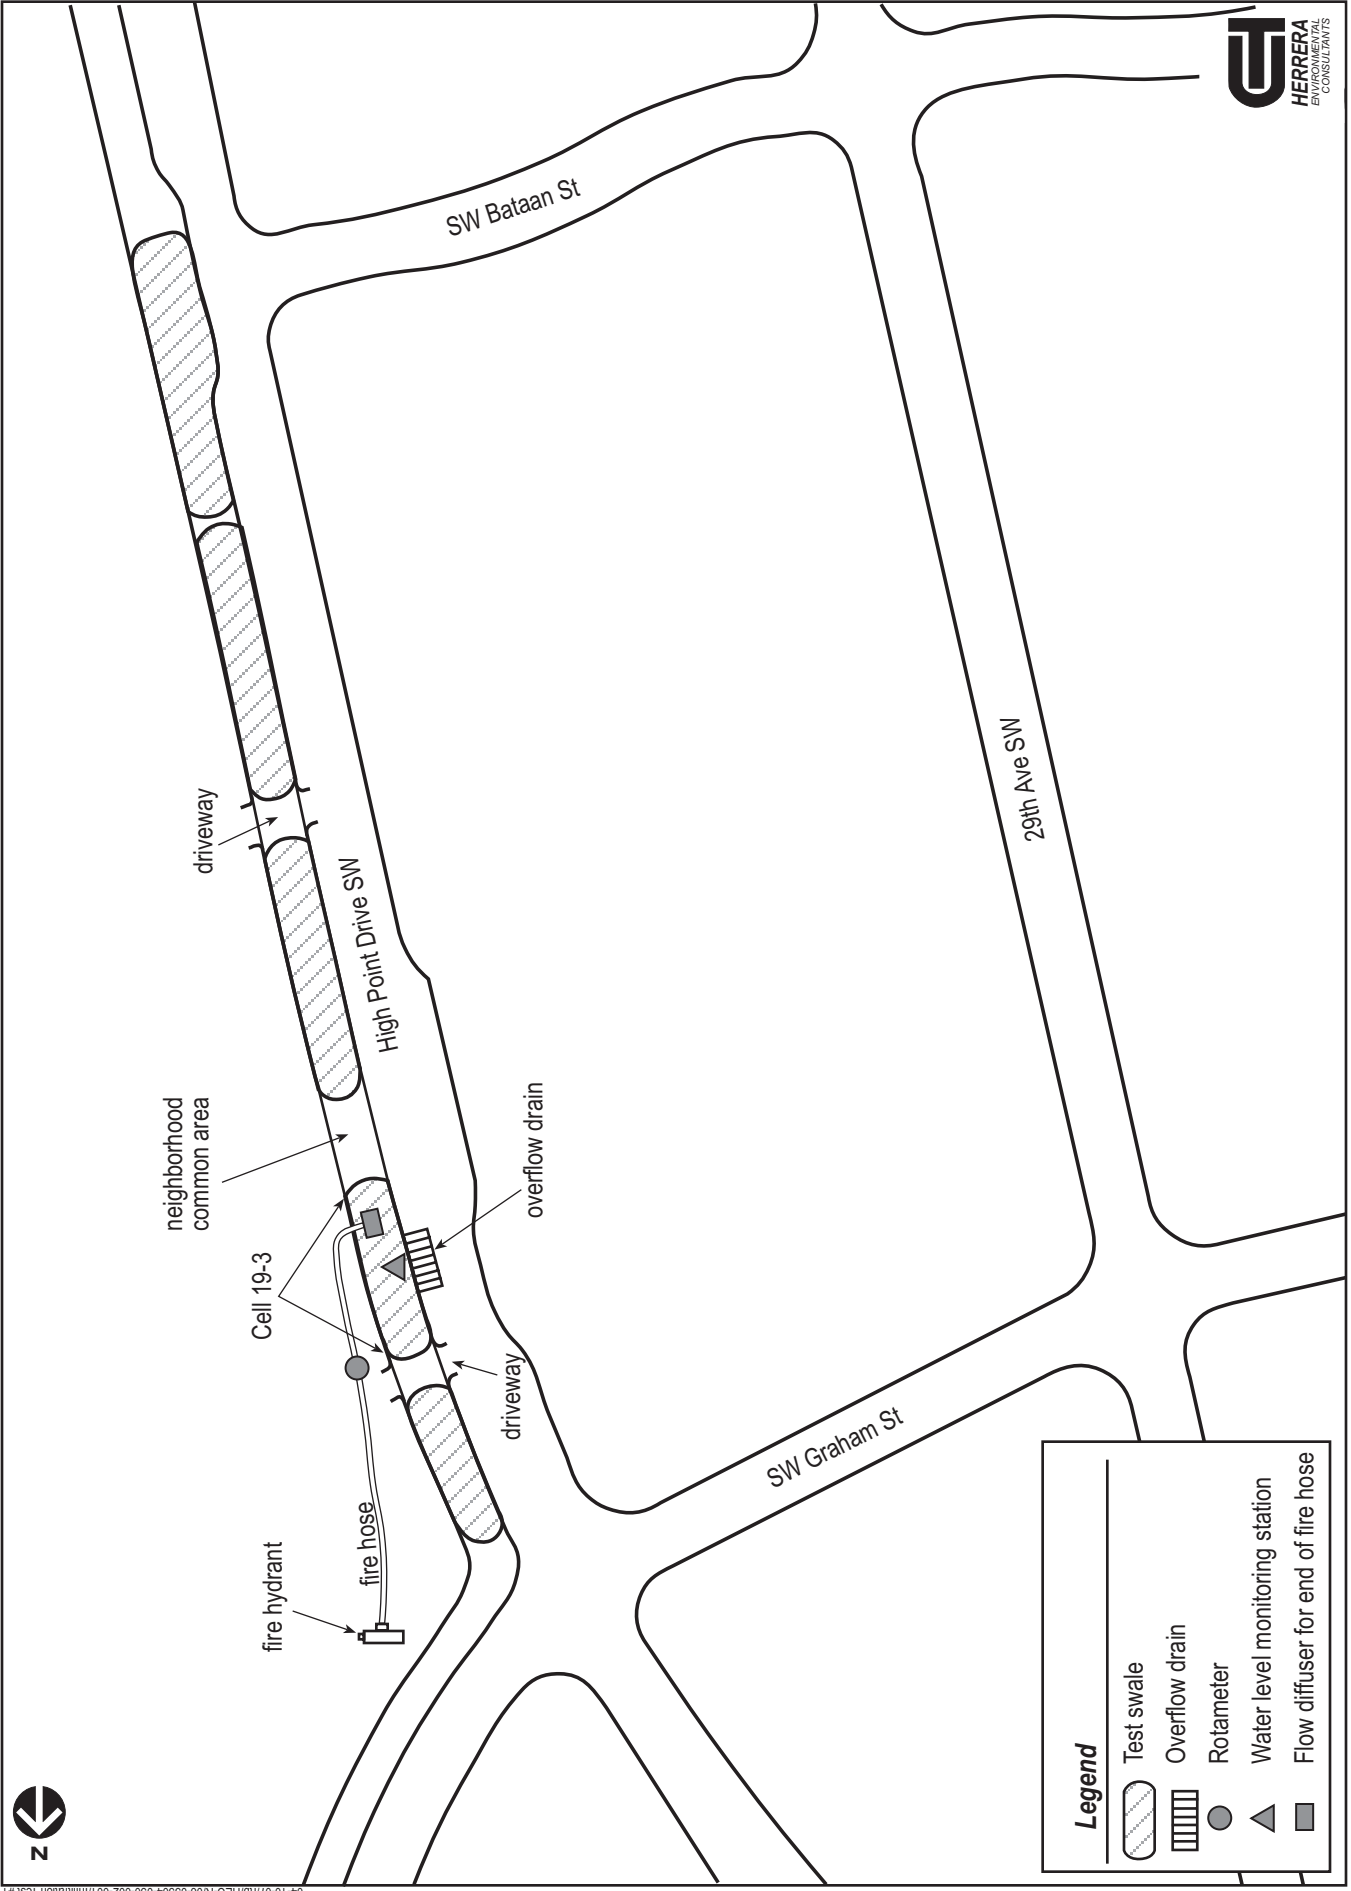 HERRERA
ENVIRONMENTAL
CONSULTANTS
SW Bataan St
driveway
High Point Drive SW
29th Ave SW
neighborhood
common area
overflow drain
Cell 19-3
driveway
SW Graham St
fire hydrant
fire hose
N
Legend
Test swale
Overflow drain
Rotameter
Water level monitoring station
Flow diffuser for end of fire hose